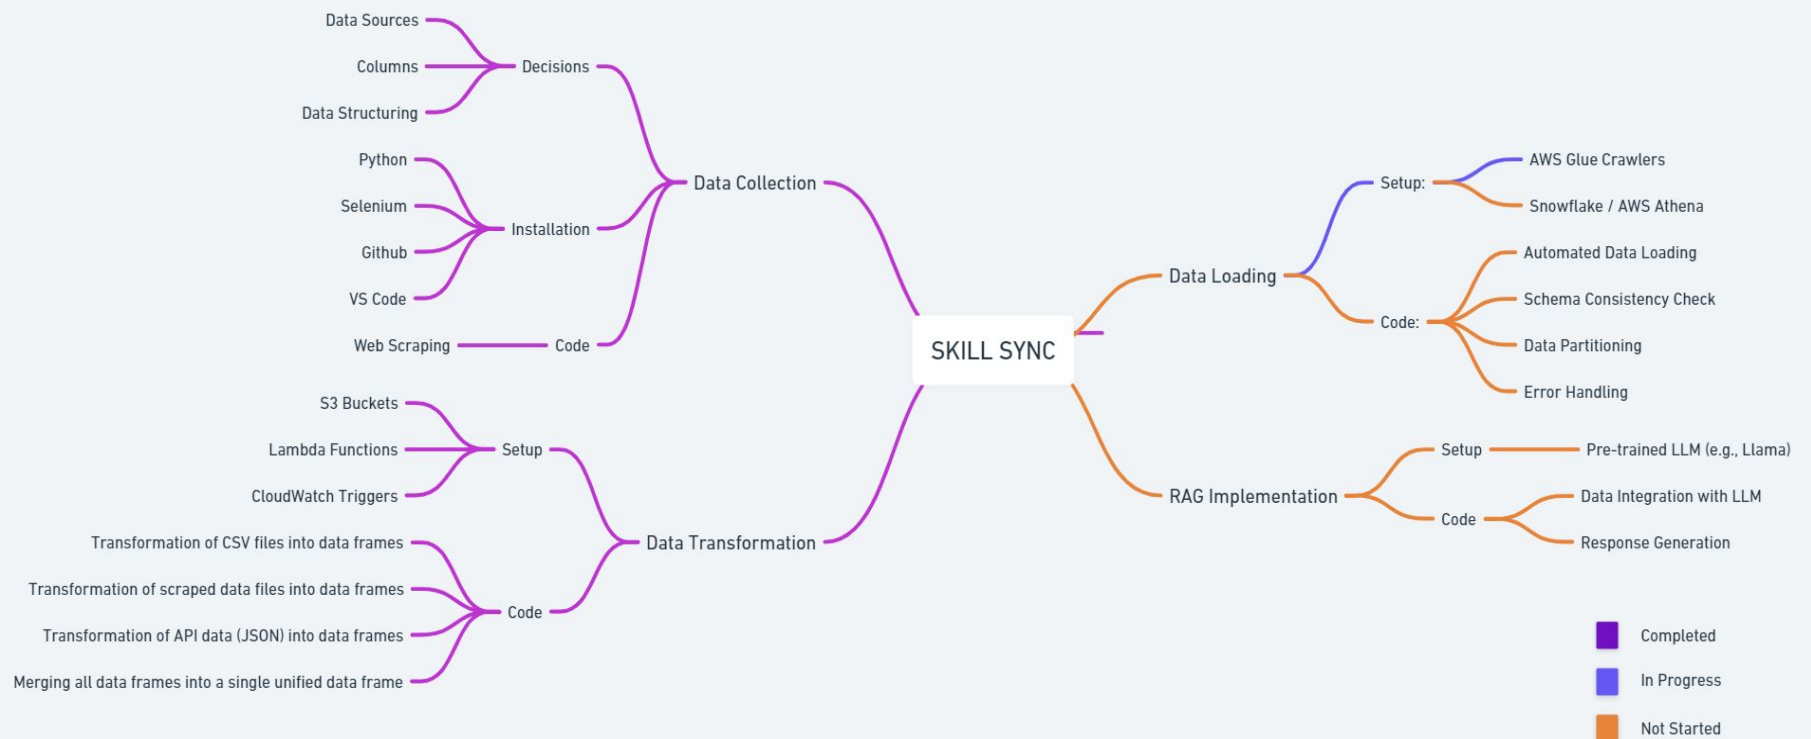 Data Sources
Columns
Data Structuring
Decisions
Python
Selenium
Github
VS Code
Installation
Web Scraping
Code
Data Collection
S3 Buckets
Lambda Functions
CloudWatch Triggers
Setup
Transformation of CSV files into data frames
Transformation of scraped data files into data frames
Transformation of API data (JSON) into data frames
Merging all data frames into a single unified data frame
Code
Data Transformation
SKILL SYNC
Data Loading
Setup:
AWS Glue Crawlers
Snowflake / AWS Athena
Code:
Automated Data Loading
Schema Consistency Check
Data Partitioning
Error Handling
RAG Implementation
Setup
Pre-trained LLM (e.g., Llama)
Code
Data Integration with LLM
Response Generation
Completed
In Progress
Not Started